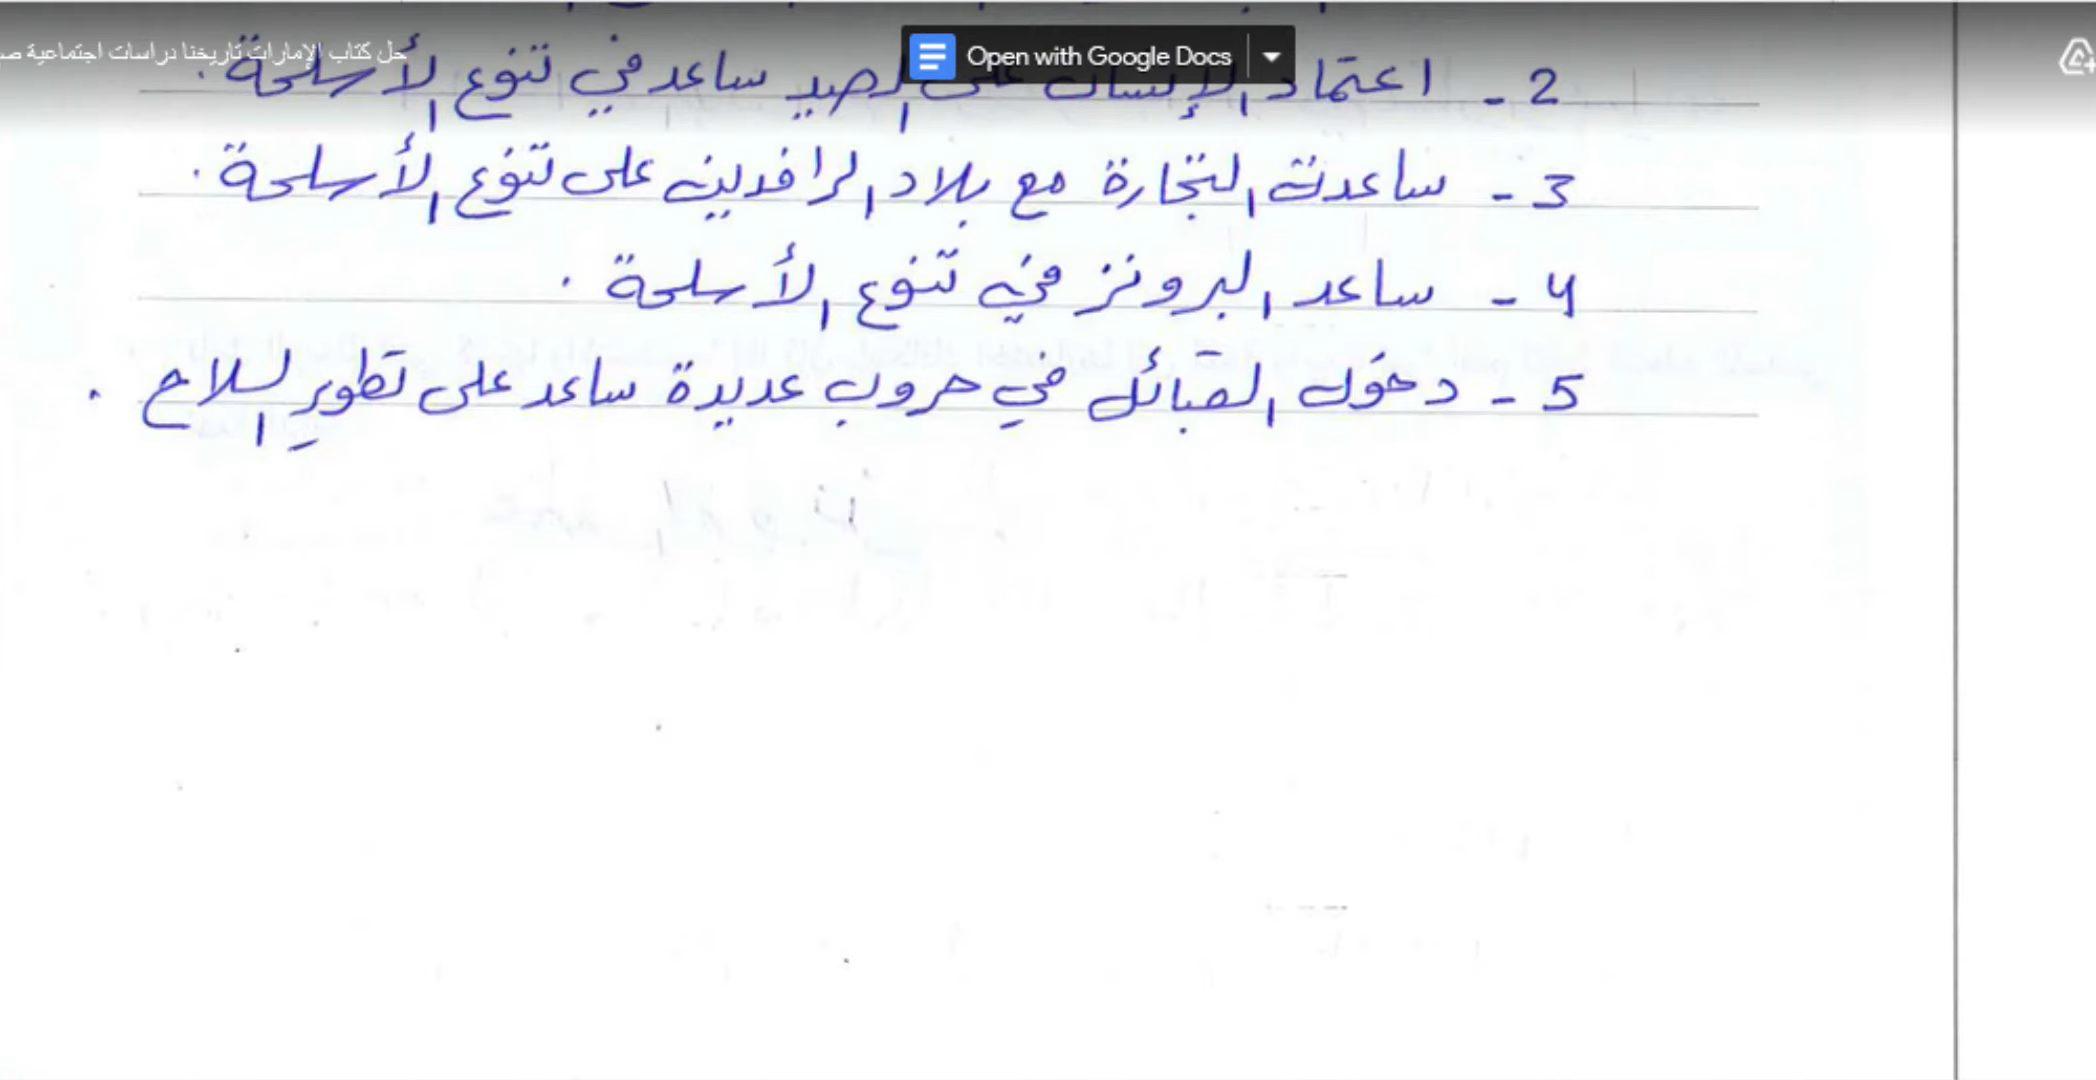 حل كتاب الإمارات تاريخنا دراسات اجتماعية
Open with Google Docs
2 - اعتماد الإنسان على الصيد ساعد في تنوع الأسلحة.
3 - ساعدت التجارة مع بلاد الرافدين على تنوع الأسلحة.
4 - ساعد البرونز في تنوع الأسلحة.
5 - دخول القبائل في حروب عديدة ساعد على تطوير السلاح.